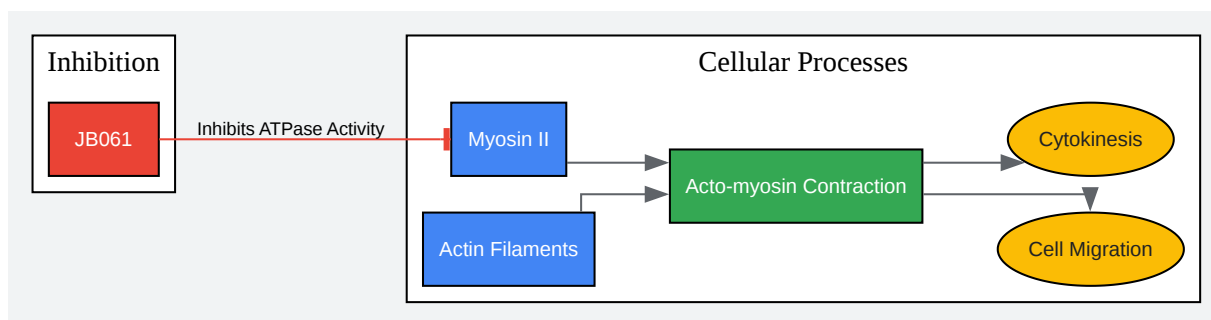 Inhibition
JB061
Inhibits ATPase Activity
Cellular Processes
Myosin II
Actin Filaments
Acto-myosin Contraction
Cytokinesis
Cell Migration